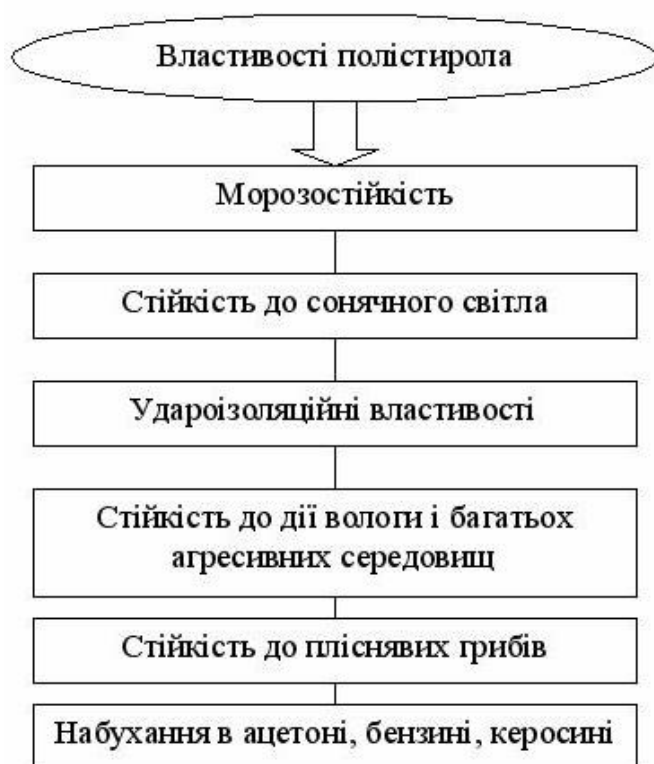 Властивості полістирола
Морозостійкість
Стійкість до сонячного світла
Удароізоляційні властивості
Стійкість до дії вологи і багатьох
агресивних середовищ
Стійкість до пліснявих грибів
Набухання в ацетоні, бензині, керосині